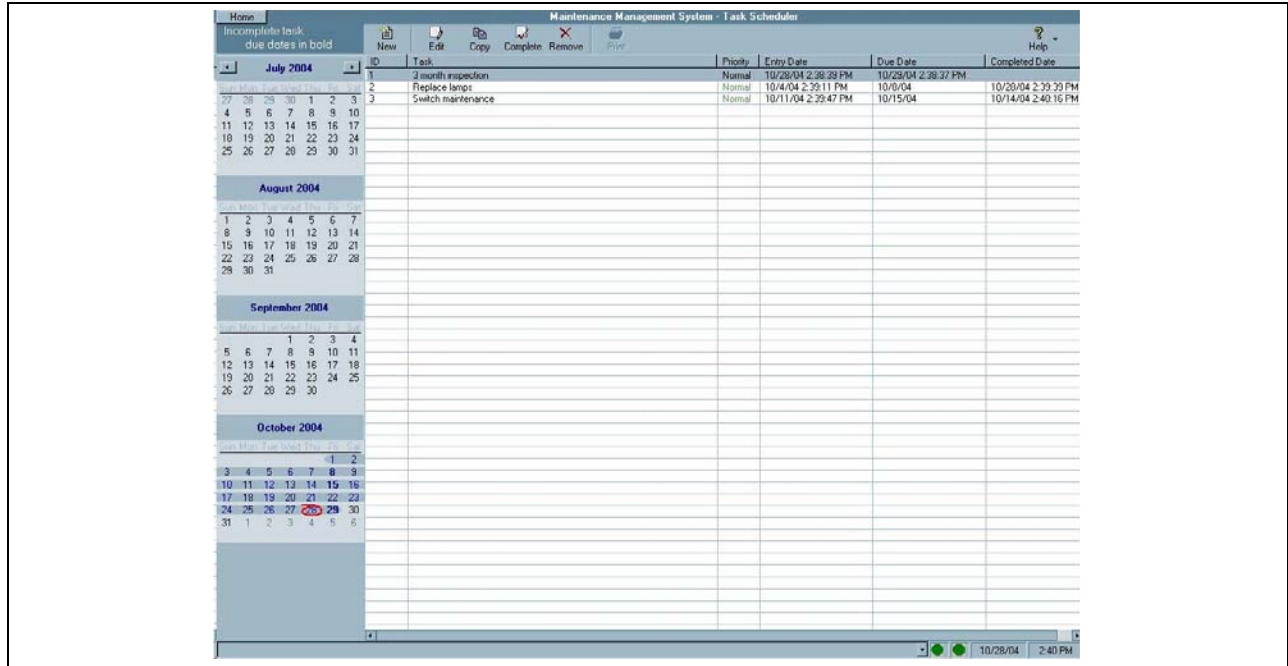 Home Maintenance Management System - Task Scheduler
Incomplete task
due dates in bold
New Edit Copy Complete Remove Print Help
ID Task Priority Entry Date Due Date Completed Date
1 3 month inspection Normal 10/28/04 2:38:39 PM 10/29/04 2:38:37 PM
2 Replace lamps Normal 10/4/04 2:39:11 PM 10/8/04 10/28/04 2:39:39 PM
3 Switch maintenance Normal 10/11/04 2:39:47 PM 10/15/04 10/14/04 2:40:16 PM
July 2004
Sun Mon Tue Wed Thu Fri Sat
27 28 29 30 1 2 3
4 5 6 7 8 9 10
11 12 13 14 15 16 17
18 19 20 21 22 23 24
25 26 27 28 29 30 31
August 2004
Sun Mon Tue Wed Thu Fri Sat
1 2 3 4 5 6 7
8 9 10 11 12 13 14
15 16 17 18 19 20 21
22 23 24 25 26 27 28
29 30 31
September 2004
Sun Mon Tue Wed Thu Fri Sat
1 2 3 4
5 6 7 8 9 10 11
12 13 14 15 16 17 18
19 20 21 22 23 24 25
26 27 28 29 30
October 2004
Sun Mon Tue Wed Thu Fri Sat
1 2
3 4 5 6 7 8 9
10 11 12 13 14 15 16
17 18 19 20 21 22 23
24 25 26 27 28 29 30
31 1 2 3 4 5 6
10/28/04 2:40 PM